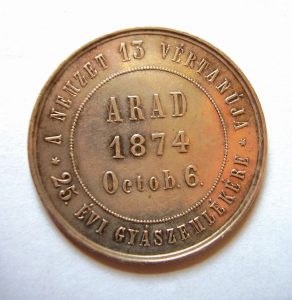 A NEMZET 13 VÉRTANÚJA
ARAD
1874
Octob. 6.
* 25 ÉVI GYÁSZEMLÉKÉRE *